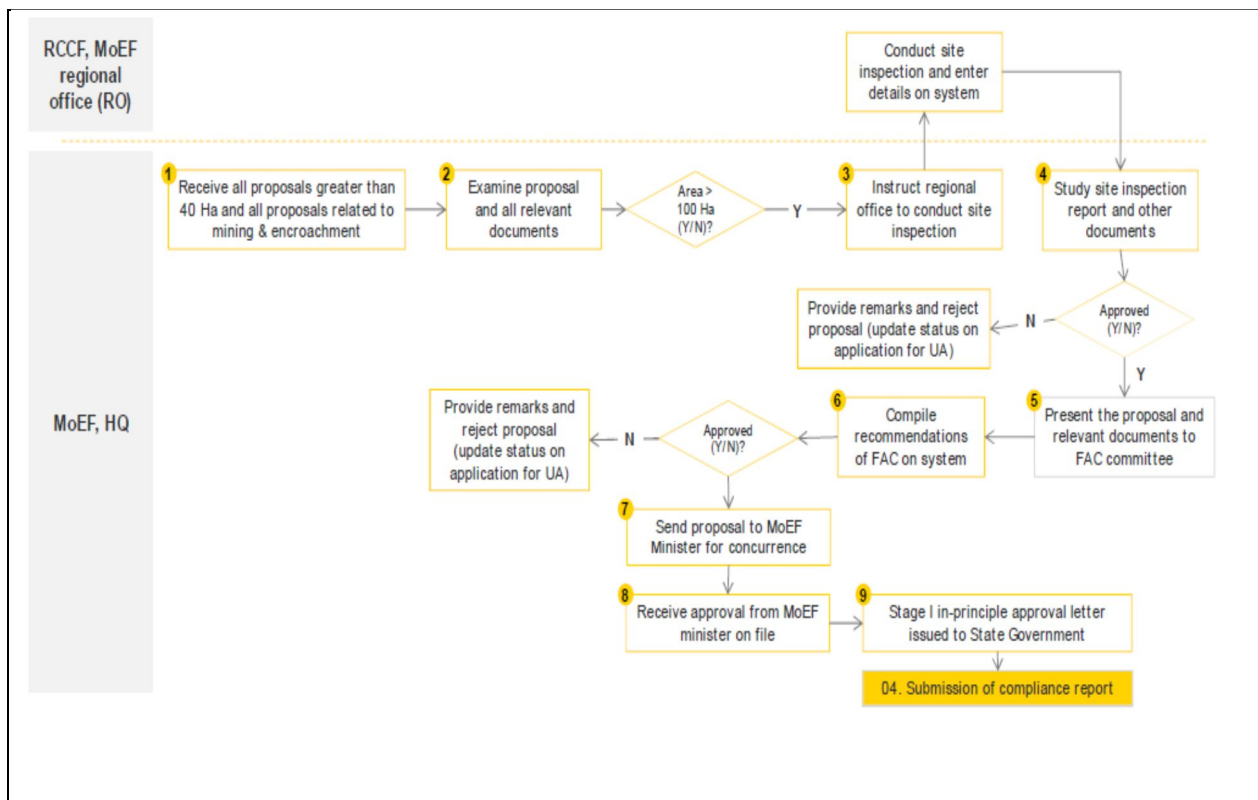 RCCF, MoEF
regional
office (RO)
Conduct site
inspection and enter
details on system
MoEF, HQ
1
Receive all proposals greater than
40 Ha and all proposals related to
mining & encroachment
2
Examine proposal
and all relevant
documents
Area >
100 Ha
(Y/N)?
Y
3
Instruct regional
office to conduct site
inspection
4
Study site inspection
report and other
documents
Approved
(Y/N)?
N
Provide remarks and reject
proposal (update status on
application for UA)
Y
5
Present the proposal and
relevant documents to
FAC committee
6
Compile
recommendations
of FAC on system
Approved
(Y/N)?
N
Provide remarks and
reject proposal
(update status on
application for UA)
7
Send proposal to MoEF
Minister for concurrence
8
Receive approval from MoEF
minister on file
9
Stage I in-principle approval letter
issued to State Government
04. Submission of compliance report